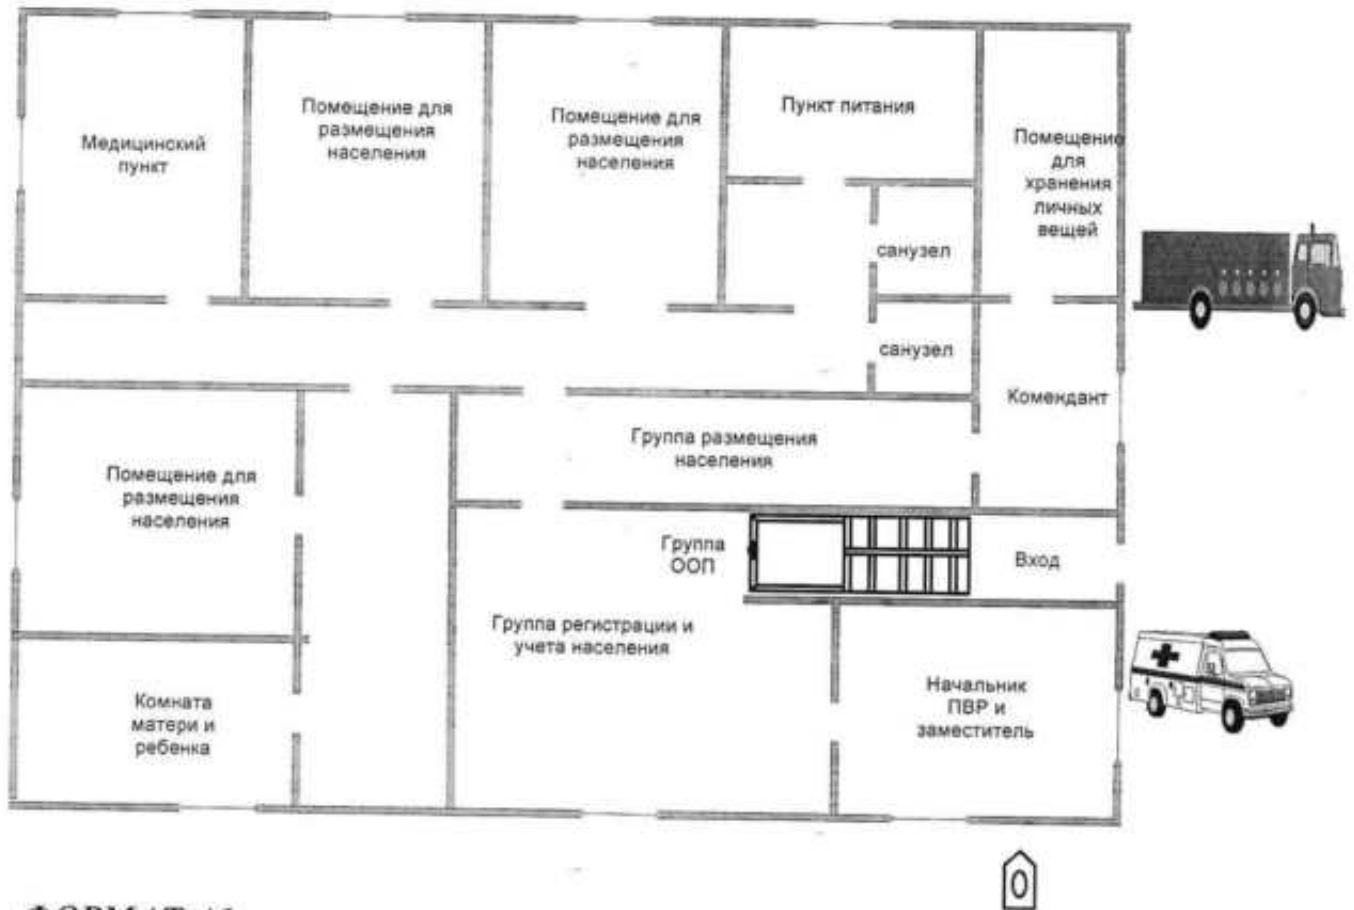 Медицинский
пункт
Помещение для
размещения
населения
Помещение для
размещения
населения
Пункт питания
Помещение
для
хранения
личных
вещей
санузел
санузел
Комендант
Группа размещения
населения
Помещение для
размещения
населения
Группа
ООП
Вход
Группа регистрации и
учета населения
Комната
матери и
ребенка
Начальник
ПВР и
заместитель
0